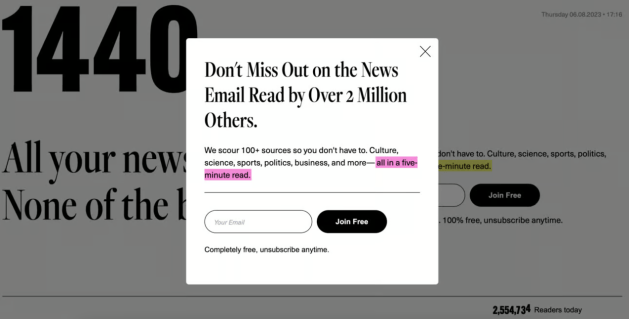 1440
Thursday 06.08.2023 • 17:16
Don't Miss Out on the News
Email Read by Over 2 Million
Others.
We scour 100+ sources so you don't have to. Culture,
science, sports, politics, business, and more— all in a five-
minute read.
Your Email
Join Free
Completely free, unsubscribe anytime.
All your news
None of the b
don't have to. Culture, science, sports, politics,
e-minute read.
Join Free
. 100% free, unsubscribe anytime.
2,554,734 Readers today